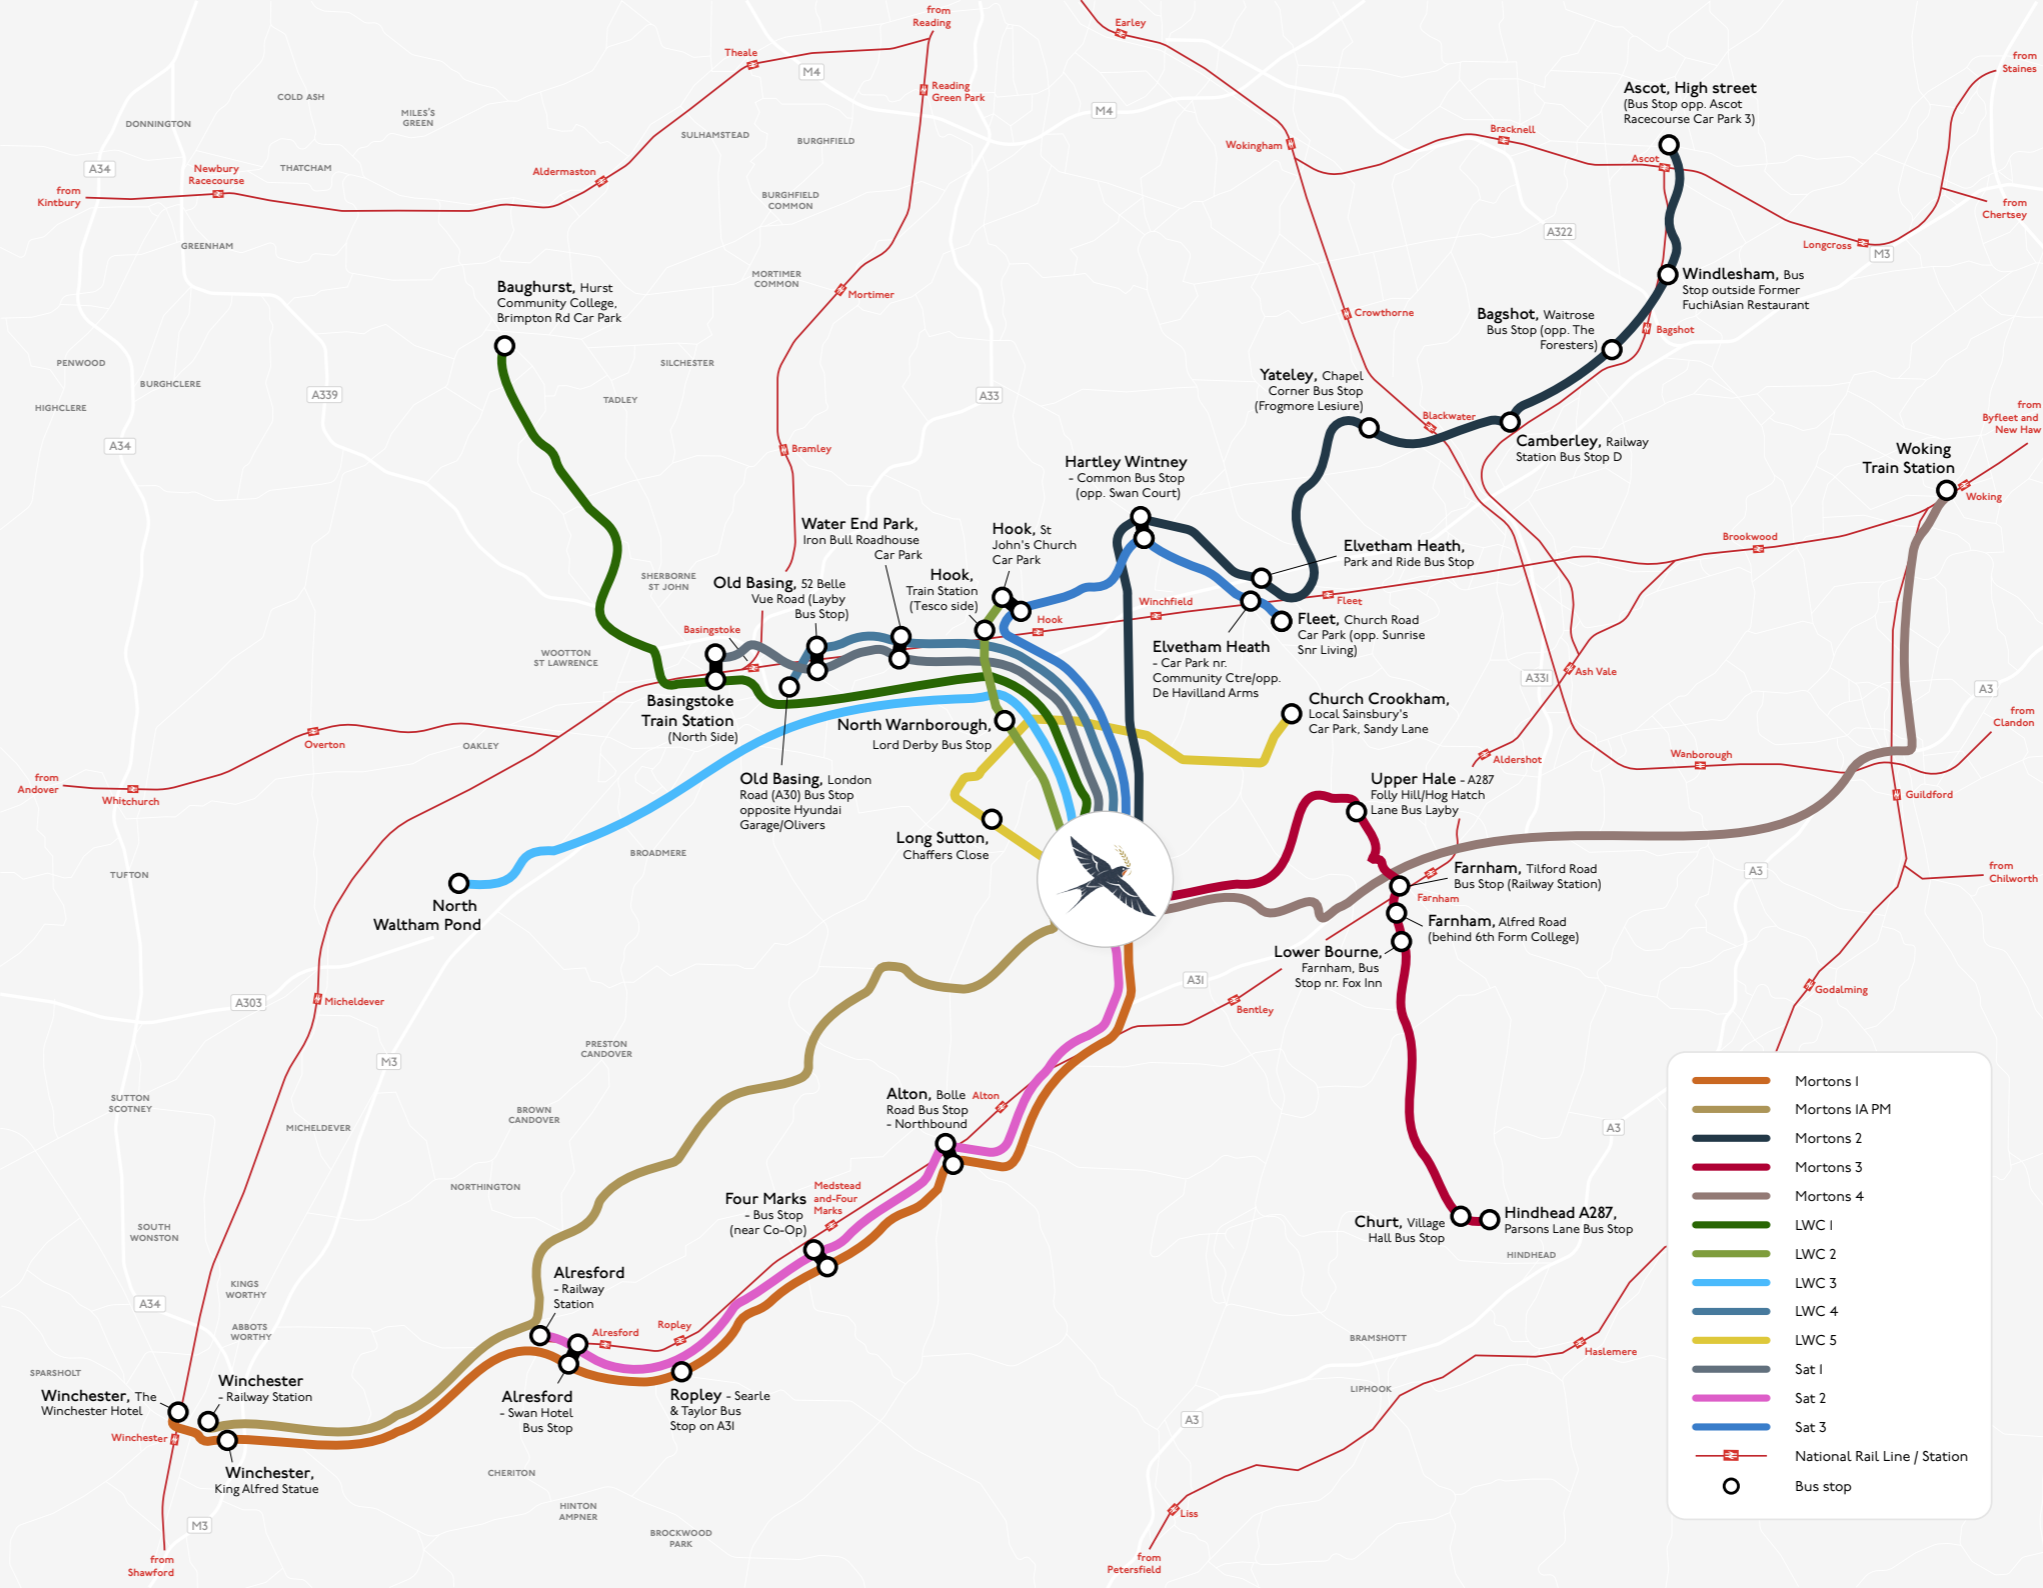 from
Reading
Earley
Theale
M4
Reading
Green Park
from
Staines
Ascot, High street
(Bus Stop opp. Ascot
Racecourse Car Park 3)
COLD ASH
MILES'S
GREEN
DONNINGTON
SULHAMSTEAD
BURGHFIELD
M4
Bracknell
Wokingham
Ascot
A34
THATCHAM
Newbury
Racecourse
Aldermaston
from
Kintbury
BURGHFIELD
COMMON
from
Chertsey
A322
Longcross
M3
GREENHAM
MORTIMER
COMMON
Mortimer
Windlesham, Bus
Stop outside Former
FuchiAsian Restaurant
Baughurst, Hurst
Community College,
Brimpton Rd Car Park
Crowthorne
Bagshot, Waitrose
Bus Stop (opp. The
Foresters)
Bagshot
PENWOOD
BURGHCLERE
HIGHCLERE
SILCHESTER
A339
TADLEY
A33
Yateley, Chapel
Corner Bus Stop
(Frogmore Lesiure)
Blackwater
from
Byfleet and
New Haw
A34
Bramley
Camberley, Railway
Station Bus Stop D
Woking
Train Station
Woking
Hartley Wintney
- Common Bus Stop
(opp. Swan Court)
Water End Park,
Iron Bull Roadhouse
Car Park
Hook, St
John's Church
Car Park
Brookwood
Elvetham Heath,
Park and Ride Bus Stop
SHERBORNE
ST JOHN
Old Basing, 52 Belle
Vue Road (Layby
Bus Stop)
Hook,
Train Station
(Tesco side)
Winchfield
Fleet
Hook
Basingstoke
Fleet, Church Road
Car Park (opp. Sunrise
Snr Living)
WOOTTON
ST LAWRENCE
Elvetham Heath
- Car Park nr.
Community Ctre/opp.
De Havilland Arms
A331
Ash Vale
A3
Basingstoke
Train Station
(North Side)
Church Crookham,
Local Sainsbury's
Car Park, Sandy Lane
North Warnborough,
Lord Derby Bus Stop
from
Clandon
Overton
OAKLEY
Wanborough
Aldershot
from
Andover
Whitchurch
Old Basing, London
Road (A30) Bus Stop
opposite Hyundai
Garage/Olivers
Upper Hale - A287
Folly Hill/Hog Hatch
Lane Bus Layby
Guildford
Long Sutton,
Chaffers Close
BROADMERE
TUFTON
A3
from
Chilworth
Farnham, Tilford Road
Bus Stop (Railway Station)
Farnham
North
Waltham Pond
Farnham, Alfred Road
(behind 6th Form College)
Lower Bourne,
Farnham, Bus
Stop nr. Fox Inn
A31
Godalming
A303
Micheldever
Bentley
PRESTON
CANDOVER
M3
SUTTON
SCOTNEY
Alton, Bolle
Road Bus Stop
- Northbound
Alton
BROWN
CANDOVER
MICHELDEVER
A3
NORTHINGTON
Four Marks
- Bus Stop
(near Co-Op)
Medstead
and-Four
Marks
SOUTH
WONSTON
Churt, Village
Hall Bus Stop
Hindhead A287,
Parsons Lane Bus Stop
HINDHEAD
Alresford
- Railway
Station
KINGS
WORTHY
A34
ABBOTS
WORTHY
Alresford
Ropley
BRAMSHOTT
Haslemere
SPARSHOLT
Winchester, The
Winchester Hotel
Winchester
- Railway Station
Alresford
- Swan Hotel
Bus Stop
Ropley - Searle
& Taylor Bus
Stop on A31
LIPHOOK
A3
Winchester
Winchester,
King Alfred Statue
CHERITON
HINTON
AMPNER
BROCKWOOD
PARK
M3
Liss
from
Shawford
from
Petersfield
Mortons 1
Mortons 1A PM
Mortons 2
Mortons 3
Mortons 4
LWC 1
LWC 2
LWC 3
LWC 4
LWC 5
Sat 1
Sat 2
Sat 3
National Rail Line / Station
Bus stop